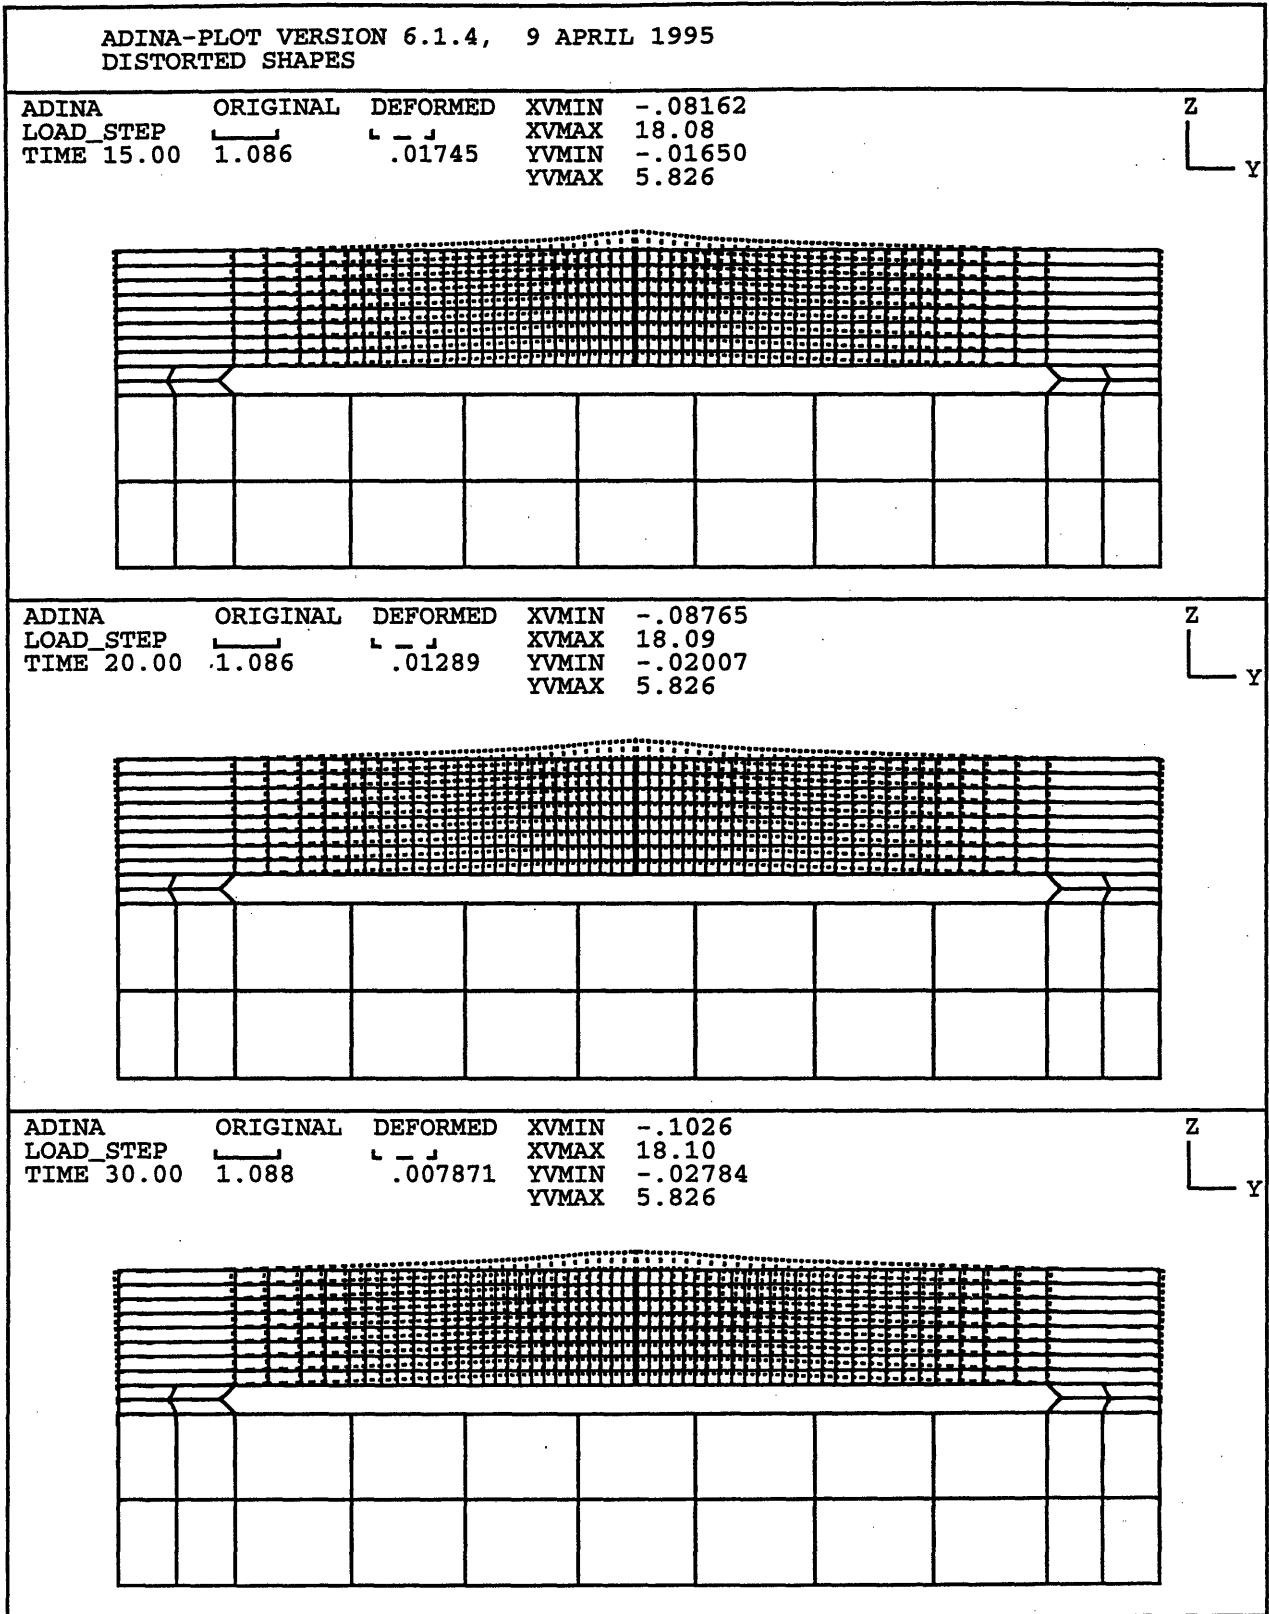 ADINA-PLOT VERSION 6.1.4, 9 APRIL 1995
DISTORTED SHAPES
ADINA ORIGINAL DEFORMED XVMIN -.08162
LOAD_STEP XVMAX 18.08
TIME 15.00 1.086 .01745 YVMIN -.01650
YVMAX 5.826
Z
Y
ADINA ORIGINAL DEFORMED XVMIN -.08765
LOAD_STEP XVMAX 18.09
TIME 20.00 1.086 .01289 YVMIN -.02007
YVMAX 5.826
Z
Y
ADINA ORIGINAL DEFORMED XVMIN -.1026
LOAD_STEP XVMAX 18.10
TIME 30.00 1.088 .007871 YVMIN -.02784
YVMAX 5.826
Z
Y